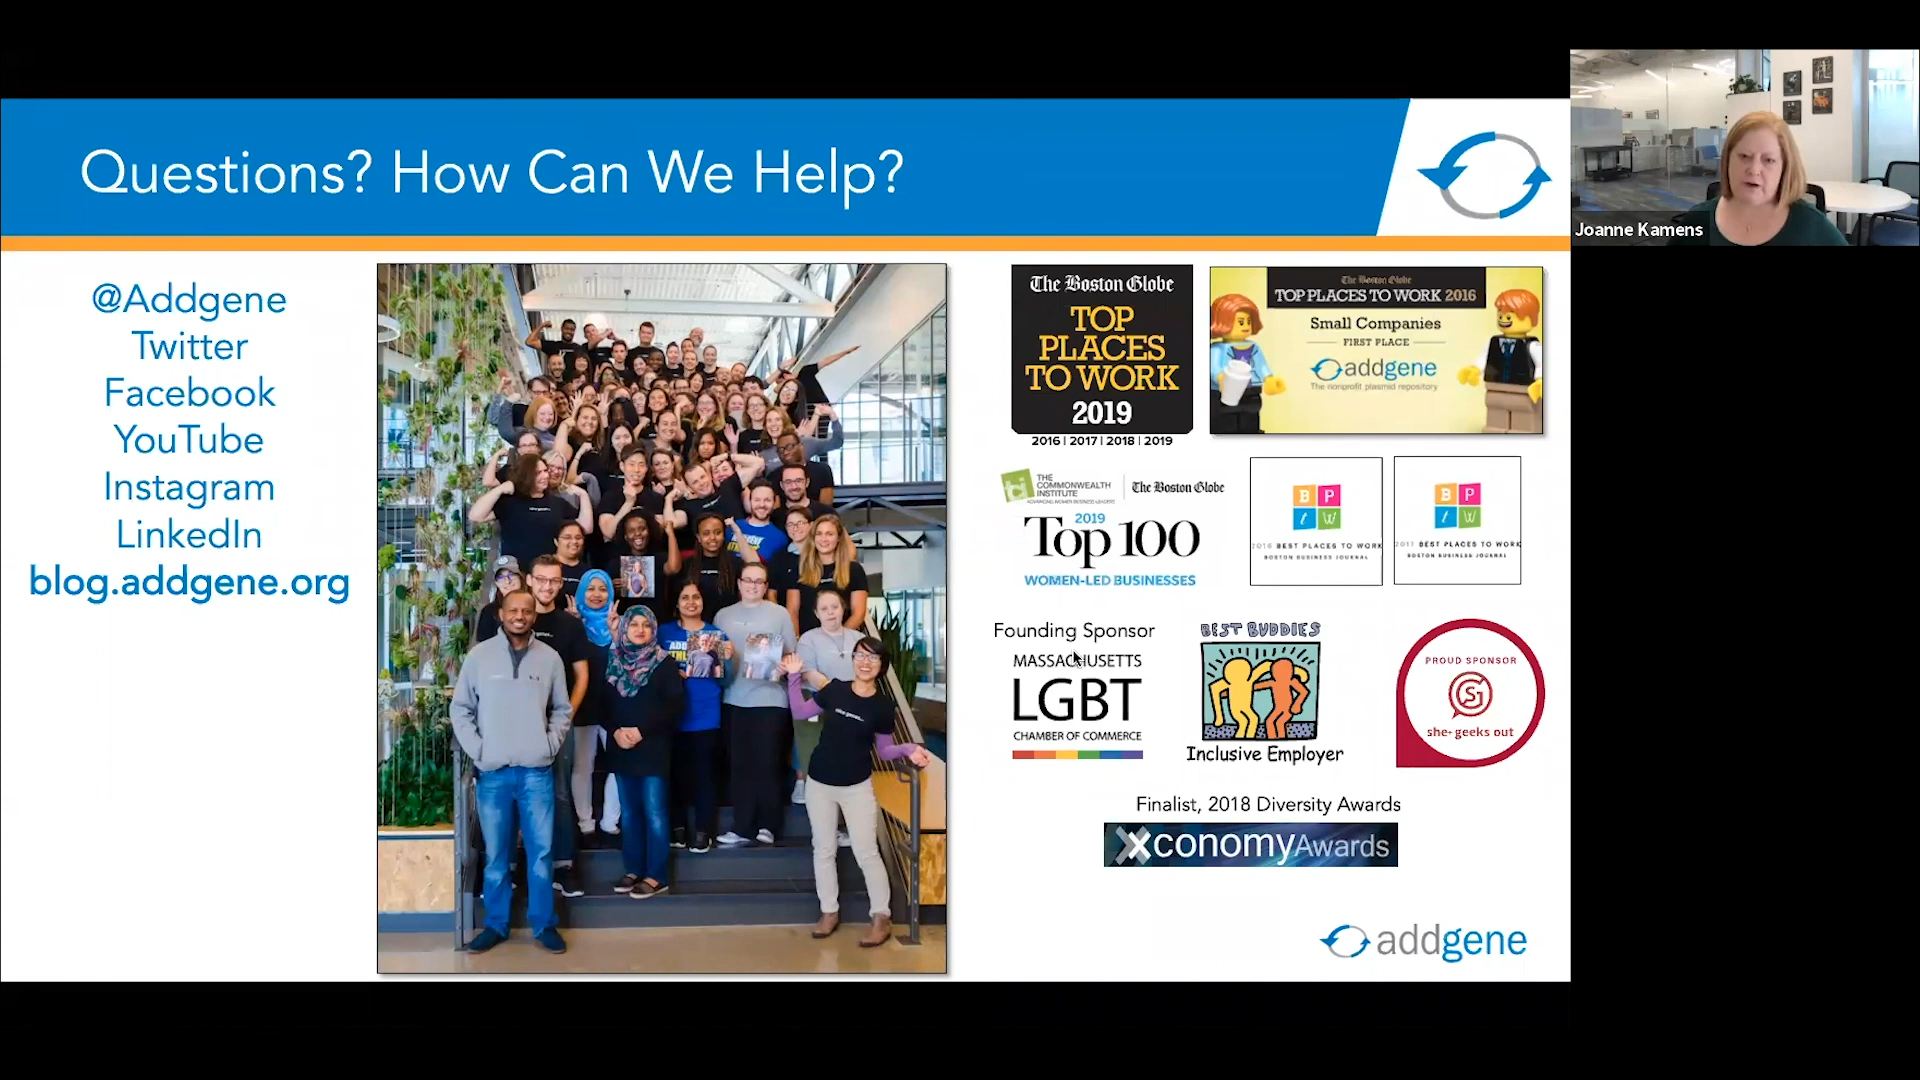 Questions? How Can We Help?
Joanne Kamens
@Addgene
Twitter
Facebook
YouTube
Instagram
LinkedIn
blog.addgene.org
The Boston Globe
TOP
PLACES
TO WORK
2019
2016 | 2017 | 2018 | 2019
The Boston Globe
TOP PLACES TO WORK 2016
Small Companies
FIRST PLACE
addgene
The nonprofit plasmid repository
THE
COMMONWEALTH
INSTITUTE
ADVANCING WOMEN BUSINESS LEADERS
The Boston Globe
2019
Top 100
WOMEN-LED BUSINESSES
B P
t W
2016 BEST PLACES TO WORK
BOSTON BUSINESS JOURNAL
B P
t W
2017 BEST PLACES TO WORK
BOSTON BUSINESS JOURNAL
Founding Sponsor
MASSACHUSETTS
LGBT
CHAMBER OF COMMERCE
BEST BUDDIES
Inclusive Employer
PROUD SPONSOR
she+geeks out
Finalist, 2018 Diversity Awards
XconomyAwards
addgene